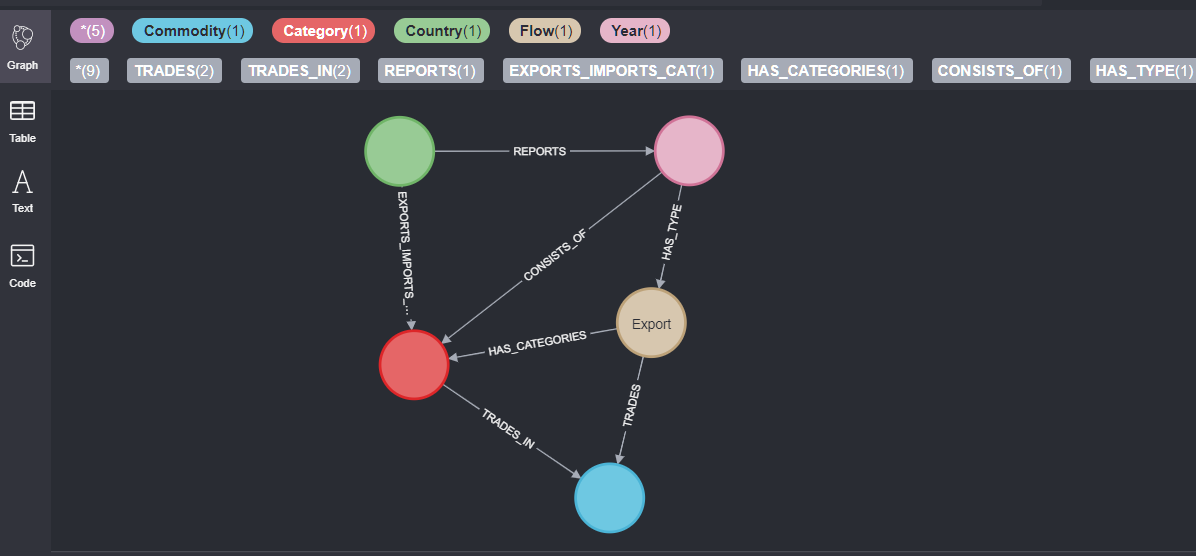 *(5) Commodity(1) Category(1) Country(1) Flow(1) Year(1)
*(9) TRADES(2) TRADES_IN(2) REPORTS(1) EXPORTS_IMPORTS_CAT(1) HAS_CATEGORIES(1) CONSISTS_OF(1) HAS_TYPE(1)
Graph
Table
A
Text
Code
REPORTS
EXPORTS_IMPORTS_...
CONSISTS_OF
HAS_TYPE
Export
HAS_CATEGORIES
TRADES_IN
TRADES